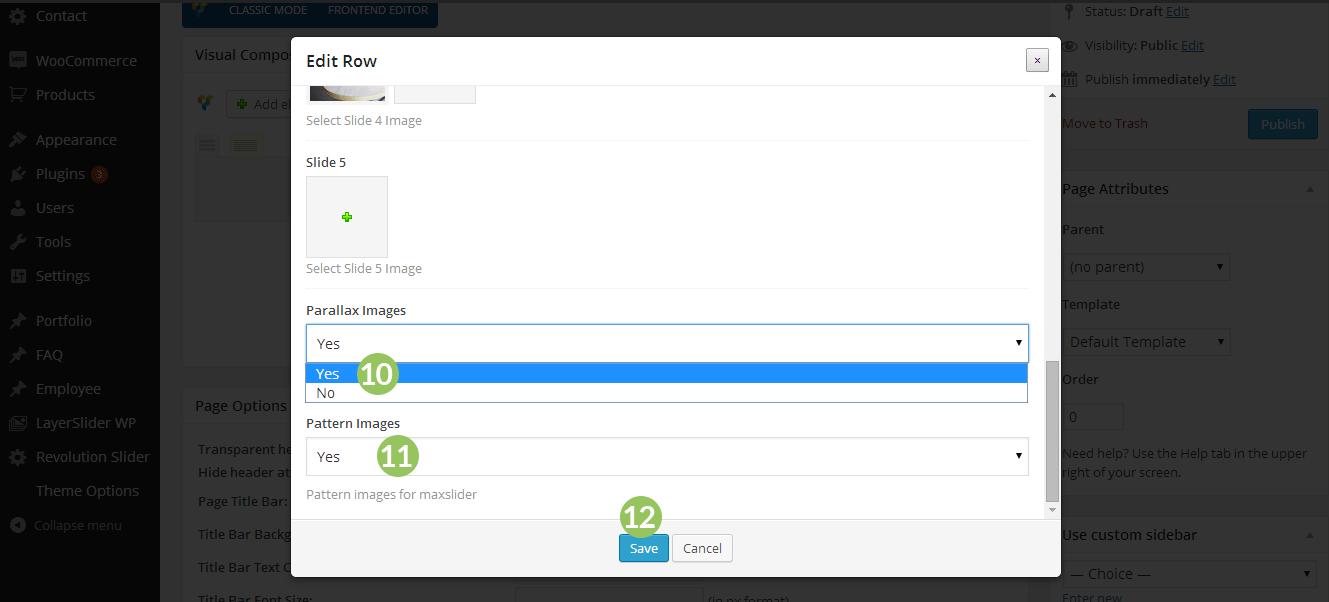 Contact
WooCommerce
Products
Appearance
Plugins 3
Users
Tools
Settings
Portfolio
FAQ
Employee
LayerSlider WP
Revolution Slider
Theme Options
Collapse menu
CLASSIC MODE FRONTEND EDITOR
Visual Compo
Add el
Page Options
Transparent he
Hide header at
Page Title Bar:
Title Bar Backg
Title Bar Text C
Title Bar Font Size:
(in px format)
Edit Row
×
Select Slide 4 Image
Slide 5
Select Slide 5 Image
Parallax Images
Yes
Yes 10
No
Pattern Images
Yes 11
Pattern images for maxslider
12
Save Cancel
Status: Draft Edit
Visibility: Public Edit
Publish immediately Edit
Move to Trash Publish
Page Attributes
Parent
(no parent)
Template
Default Template
Order
0
Need help? Use the Help tab in the upper
right of your screen.
Use custom sidebar
— Choice —
Enter new